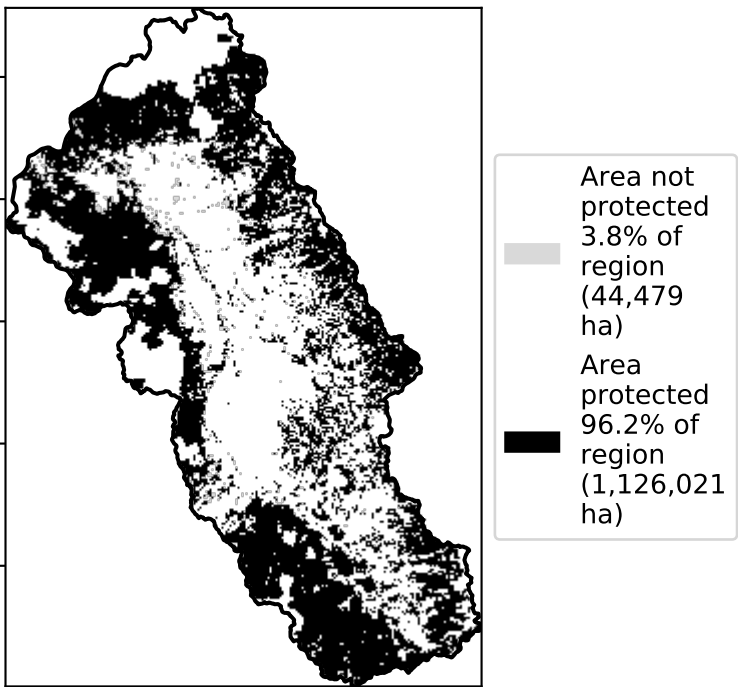 Area not
protected
3.8% of
region
(44,479
ha)
Area
protected
96.2% of
region
(1,126,021
ha)